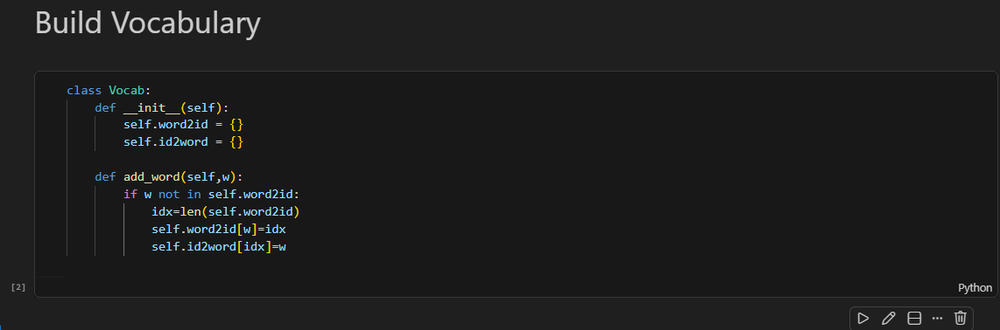 Build Vocabulary
class Vocab:
    def __init__(self):
        self.word2id = {}
        self.id2word = {}
    def add_word(self,w):
        if w not in self.word2id:
            idx=len(self.word2id)
            self.word2id[w]=idx
            self.id2word[idx]=w
[2]
Python